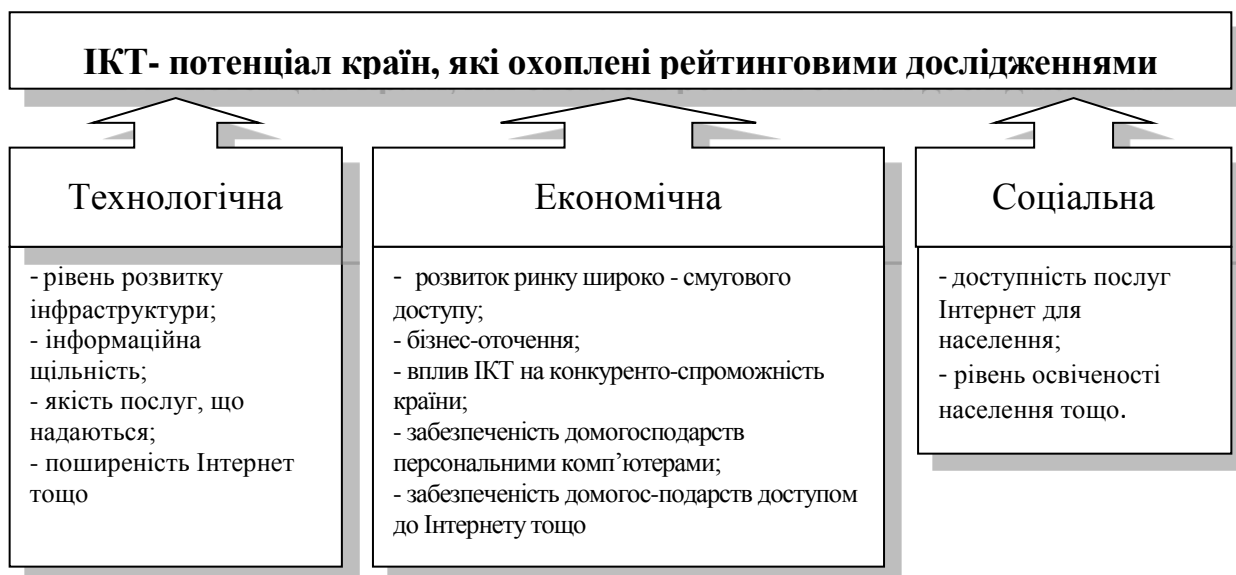 ІКТ- потенціал країн, які охоплені рейтинговими дослідженнями
Технологічна
- рівень розвитку
інфраструктури;
- інформаційна
щільність;
- якість послуг, що
надаються;
- поширеність Інтернет
тощо
Економічна
- розвиток ринку широко - смугового
доступу;
- бізнес-оточення;
- вплив ІКТ на конкуренто-спроможність
країни;
- забезпеченість домогосподарств
персональними комп’ютерами;
- забезпеченість домогос-подарств доступом
до Інтернету тощо
Соціальна
- доступність послуг
Інтернет для
населення;
- рівень освіченості
населення тощо.